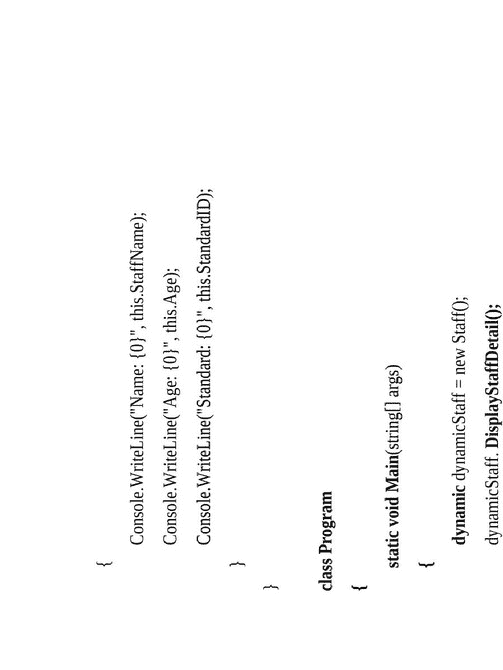 {
Console.WriteLine("Name: {0}", this.StaffName);
Console.WriteLine("Age: {0}", this.Age);
Console.WriteLine("Standard: {0}", this.StandardID);
}
}
class Program
{
static void Main(string[] args)
{
dynamic dynamicStaff = new Staff();
dynamicStaff. DisplayStaffDetail();